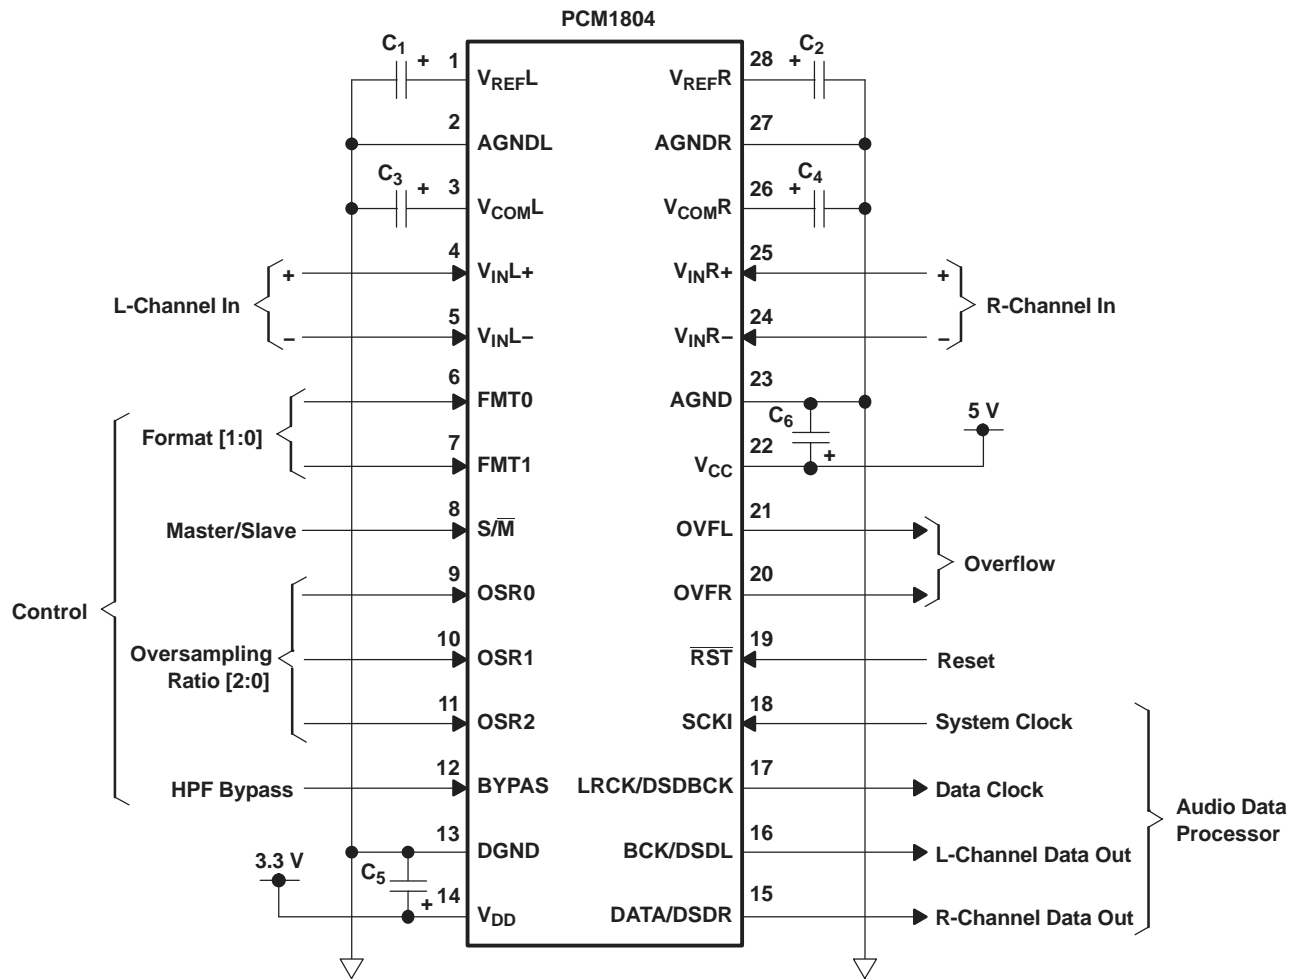 PCM1804
C1
+
1
VREFL
VREFR
28
+
C2
2
AGNDL
AGNDR
27
C3
+
3
VCOML
VCOMR
26
+
C4
L-Channel In
+
4
VINL+
VINR+
25
+
R-Channel In
−
5
VINL−
VINR−
24
−
Control
Format [1:0]
6
FMT0
AGND
23
C6
+
5 V
7
FMT1
VCC
22
Master/Slave
8
S/M̅
OVFL
21
Overflow
Oversampling
Ratio [2:0]
9
OSR0
OVFR
20
10
OSR1
R̅S̅T̅
19
Reset
11
OSR2
SCKI
18
System Clock
HPF Bypass
12
BYPAS
LRCK/DSDBCK
17
Data Clock
Audio Data
Processor
13
DGND
BCK/DSDL
16
L-Channel Data Out
3.3 V
C5
+
14
VDD
DATA/DSDR
15
R-Channel Data Out